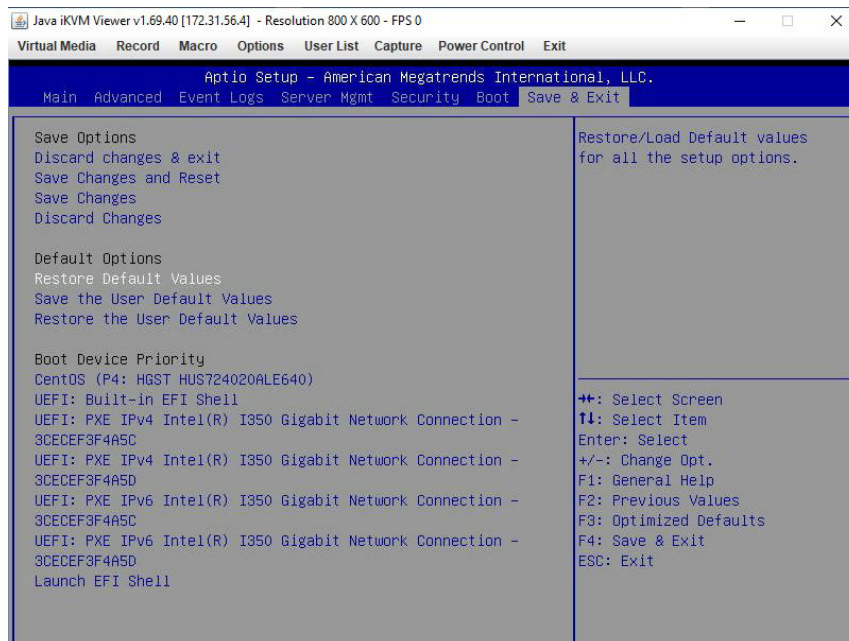 Java iKVM Viewer v1.69.40 [172.31.56.4] - Resolution 800 X 600 - FPS 0
Virtual Media Record Macro Options User List Capture Power Control Exit
Aptio Setup - American Megatrends International, LLC.
Main Advanced Event Logs Server Mgmt Security Boot Save & Exit
Save Options
Discard changes & exit
Save Changes and Reset
Save Changes
Discard Changes
Default Options
Restore Default Values
Save the User Default Values
Restore the User Default Values
Boot Device Priority
CentOS (P4: HGST HUS724020ALE640)
UEFI: Built-in EFI Shell
UEFI: PXE IPv4 Intel(R) I350 Gigabit Network Connection -
3CECEF3F4A5C
UEFI: PXE IPv4 Intel(R) I350 Gigabit Network Connection -
3CECEF3F4A5D
UEFI: PXE IPv6 Intel(R) I350 Gigabit Network Connection -
3CECEF3F4A5C
UEFI: PXE IPv6 Intel(R) I350 Gigabit Network Connection -
3CECEF3F4A5D
Launch EFI Shell
Restore/Load Default values
for all the setup options.
→←: Select Screen
↑↓: Select Item
Enter: Select
+/-: Change Opt.
F1: General Help
F2: Previous Values
F3: Optimized Defaults
F4: Save & Exit
ESC: Exit